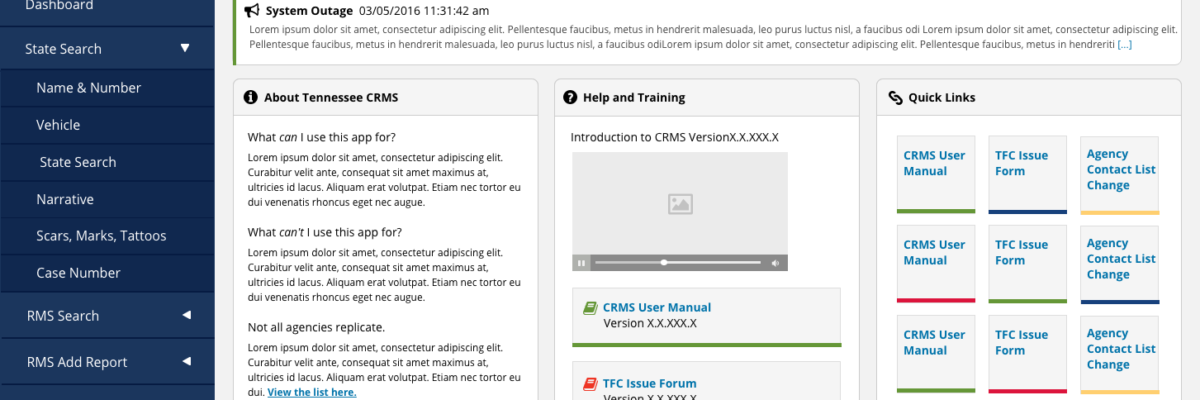 Dashboard
State Search
Name & Number
Vehicle
State Search
Narrative
Scars, Marks, Tattoos
Case Number
RMS Search
RMS Add Report
System Outage 03/05/2016 11:31:42 am
Lorem ipsum dolor sit amet, consectetur adipiscing elit. Pellentesque faucibus, metus in hendrerit malesuada, leo purus luctus nisl, a faucibus odi Lorem ipsum dolor sit amet, consectetur adipiscing elit.
Pellentesque faucibus, metus in hendrerit malesuada, leo purus luctus nisl, a faucibus odiLorem ipsum dolor sit amet, consectetur adipiscing elit. Pellentesque faucibus, metus in hendreriti [...]
About Tennessee CRMS
What can I use this app for?
Lorem ipsum dolor sit amet, consectetur adipiscing elit.
Curabitur velit ante, consequat sit amet maximus at,
ultricies id lacus. Aliquam erat volutpat. Etiam nec tortor eu
dui venenatis rhoncus eget nec augue.
What can't I use this app for?
Lorem ipsum dolor sit amet, consectetur adipiscing elit.
Curabitur velit ante, consequat sit amet maximus at,
ultricies id lacus. Aliquam erat volutpat. Etiam nec tortor eu
dui venenatis rhoncus eget nec augue.
Not all agencies replicate.
Lorem ipsum dolor sit amet, consectetur adipiscing elit.
Curabitur velit ante, consequat sit amet maximus at,
ultricies id lacus. Aliquam erat volutpat. Etiam nec tortor eu
dui. View the list here.
Help and Training
Introduction to CRMS VersionX.X.XXX.X
CRMS User Manual
Version X.X.XXX.X
TFC Issue Forum
Version X.X.XXX.X
Quick Links
CRMS User
Manual
TFC Issue
Form
Agency
Contact List
Change
CRMS User
Manual
TFC Issue
Form
Agency
Contact List
Change
CRMS User
Manual
TFC Issue
Form
Agency
Contact List
Change